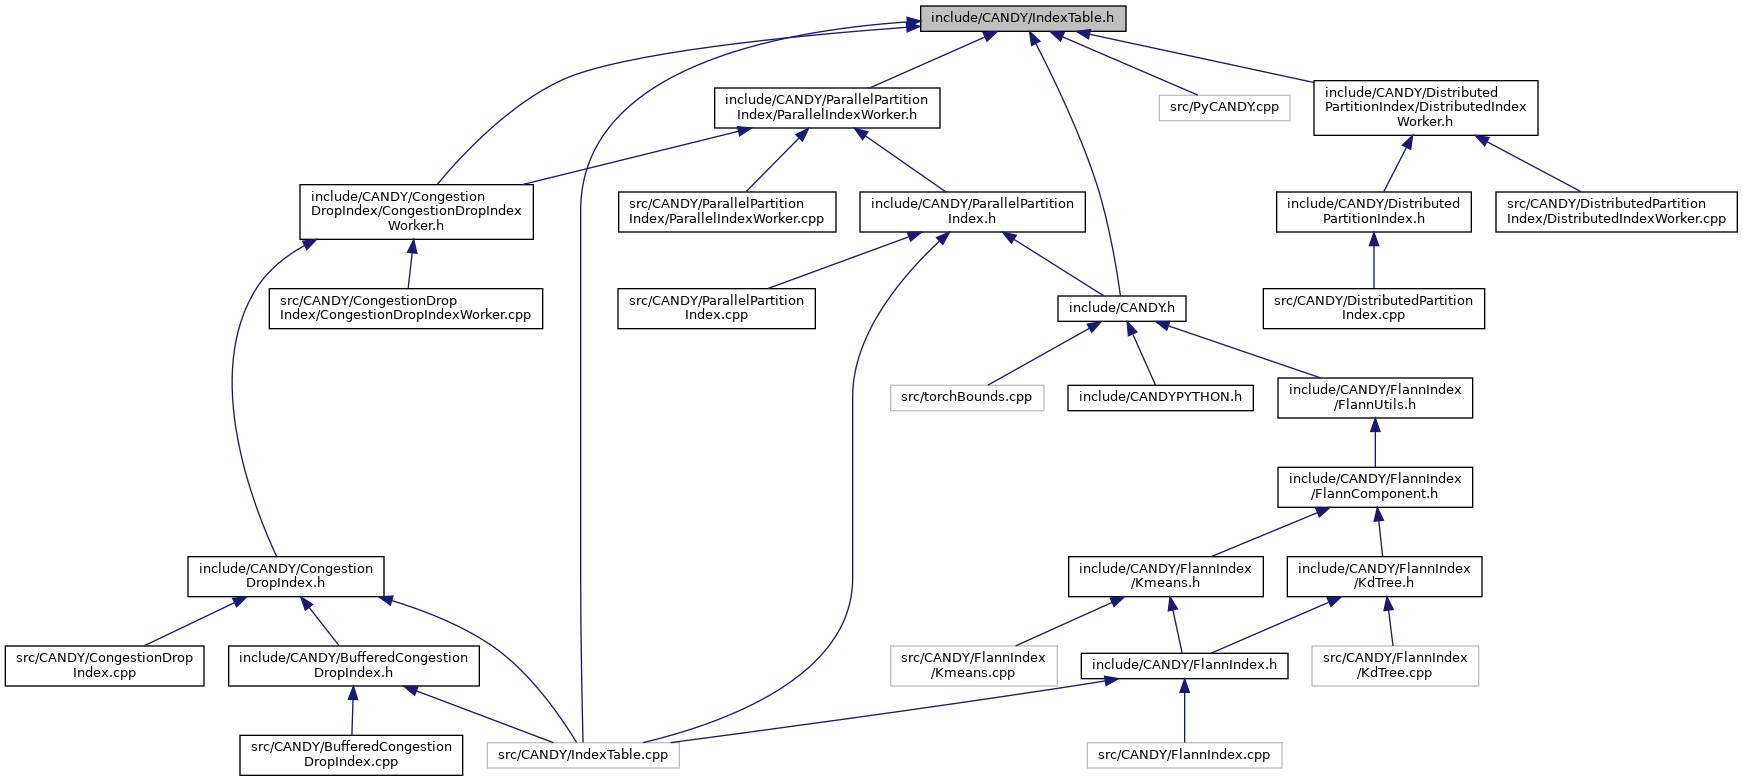 include/CANDY/IndexTable.h
include/CANDY/ParallelPartition
Index/ParallelIndexWorker.h
src/PyCANDY.cpp
include/CANDY/Distributed
PartitionIndex/DistributedIndex
Worker.h
include/CANDY/Congestion
DropIndex/CongestionDropIndex
Worker.h
src/CANDY/ParallelPartition
Index/ParallelIndexWorker.cpp
include/CANDY/ParallelPartition
Index.h
include/CANDY/Distributed
PartitionIndex.h
src/CANDY/DistributedPartition
Index/DistributedIndexWorker.cpp
src/CANDY/CongestionDrop
Index/CongestionDropIndexWorker.cpp
src/CANDY/ParallelPartition
Index.cpp
include/CANDY.h
src/CANDY/DistributedPartition
Index.cpp
src/torchBounds.cpp
include/CANDYPYTHON.h
include/CANDY/FlannIndex
/FlannUtils.h
include/CANDY/FlannIndex
/FlannComponent.h
include/CANDY/Congestion
DropIndex.h
include/CANDY/FlannIndex
/Kmeans.h
include/CANDY/FlannIndex
/KdTree.h
src/CANDY/CongestionDrop
Index.cpp
include/CANDY/BufferedCongestion
DropIndex.h
src/CANDY/FlannIndex
/Kmeans.cpp
include/CANDY/FlannIndex.h
src/CANDY/FlannIndex
/KdTree.cpp
src/CANDY/BufferedCongestion
DropIndex.cpp
src/CANDY/IndexTable.cpp
src/CANDY/FlannIndex.cpp